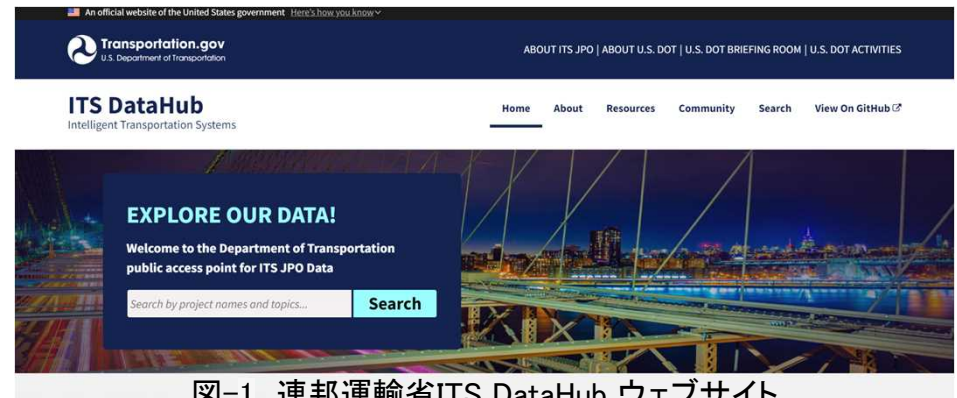 An official website of the United States government Here's how you know
Transportation.gov
U.S. Department of Transportation
ABOUT ITS JPO | ABOUT U.S. DOT | U.S. DOT BRIEFING ROOM | U.S. DOT ACTIVITIES
ITS DataHub
Intelligent Transportation Systems
Home About Resources Community Search View On GitHub
EXPLORE OUR DATA!
Welcome to the Department of Transportation
public access point for ITS JPO Data
Search by project names and topics... Search
図-1 連邦運輸省ITS DataHub ウェブサイト